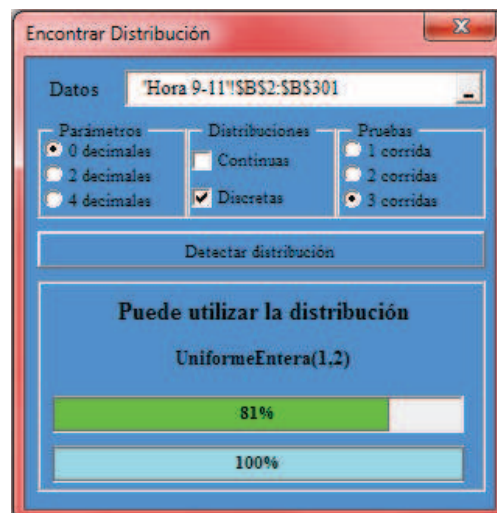 Encontrar Distribución
Datos
'Hora 9-11'!$B$2:$B$301
Parámetros
Distribuciones
Pruebas
0 decimales
2 decimales
4 decimales
Continuas
Discretas
1 corrida
2 corridas
3 corridas
Detectar distribución
Puede utilizar la distribución
UniformeEntera(1,2)
81%
100%